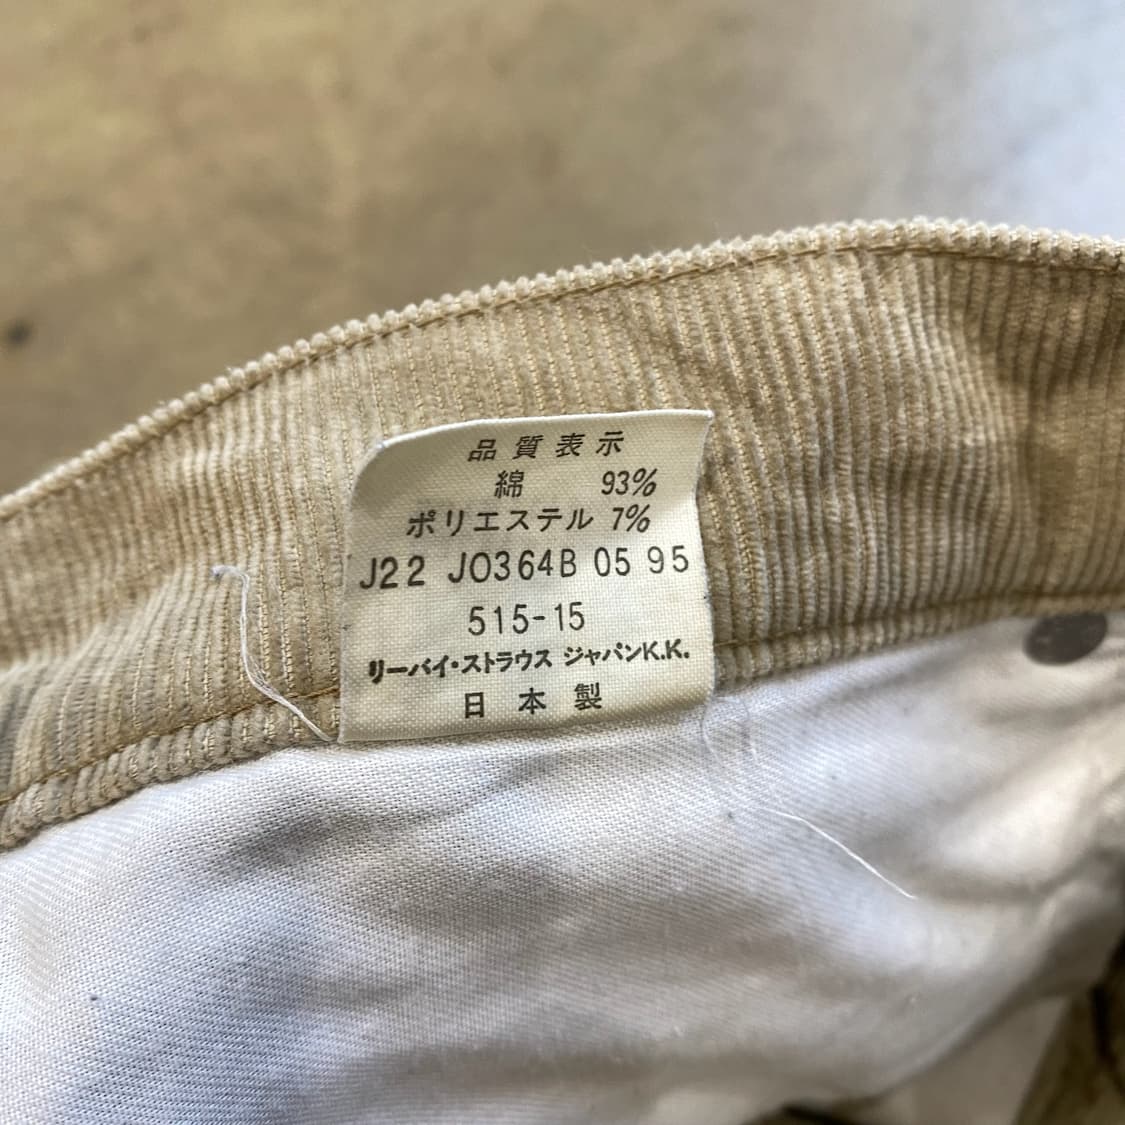 品質表示
綿 93%
ポリエステル 7%
J22 J0364B 05 95
515-15
リーバイ・ストラウス ジャパンK.K.
日本製